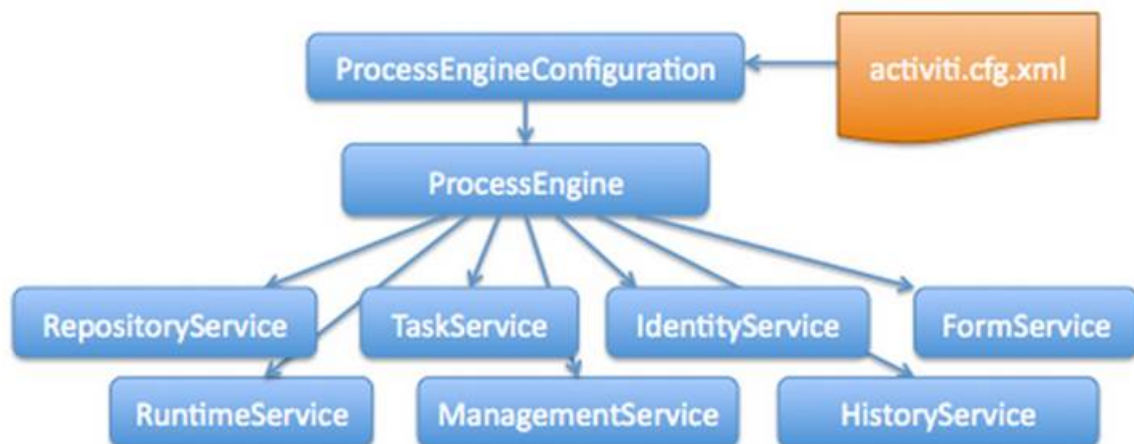 ProcessEngineConfiguration
activiti.cfg.xml
ProcessEngine
RepositoryService
TaskService
IdentityService
FormService
RuntimeService
ManagementService
HistoryService